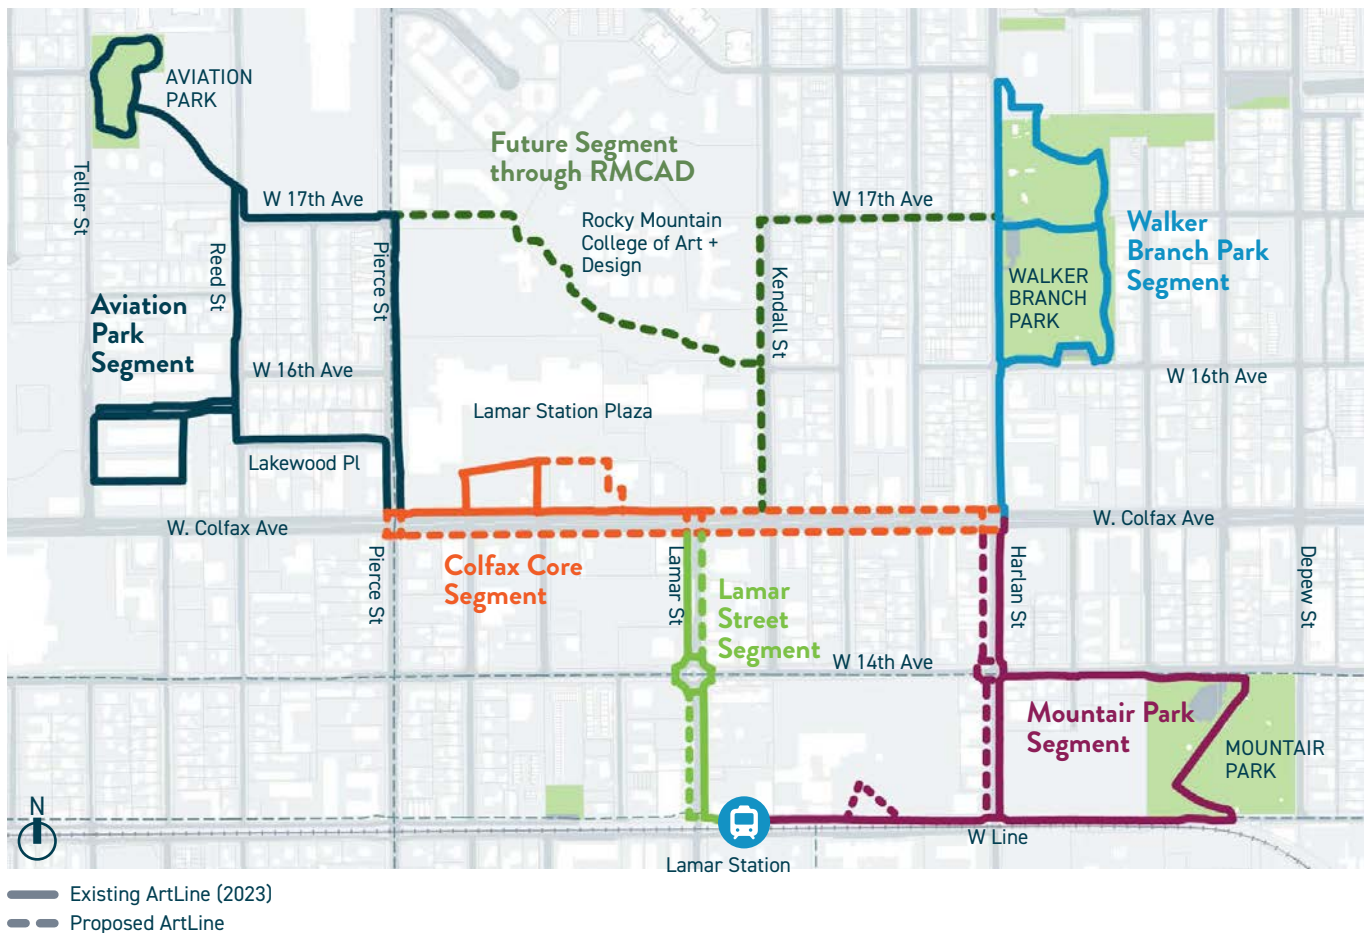 AVIATION
PARK
Teller St
W 17th Ave
Reed St
Pierce St
Aviation
Park
Segment
W 16th Ave
Lakewood Pl
W. Colfax Ave
Pierce St
Future Segment
through RMCAD
Rocky Mountain
College of Art +
Design
Lamar Station Plaza
Kendall St
W 17th Ave
WALKER
BRANCH
PARK
Walker
Branch Park
Segment
W 16th Ave
W. Colfax Ave
Colfax Core
Segment
Lamar St
Lamar
Street
Segment
W 14th Ave
Harlan St
Depew St
Mountair Park
Segment
MOUNTAIR
PARK
W Line
Lamar Station
N
Existing ArtLine (2023)
Proposed ArtLine